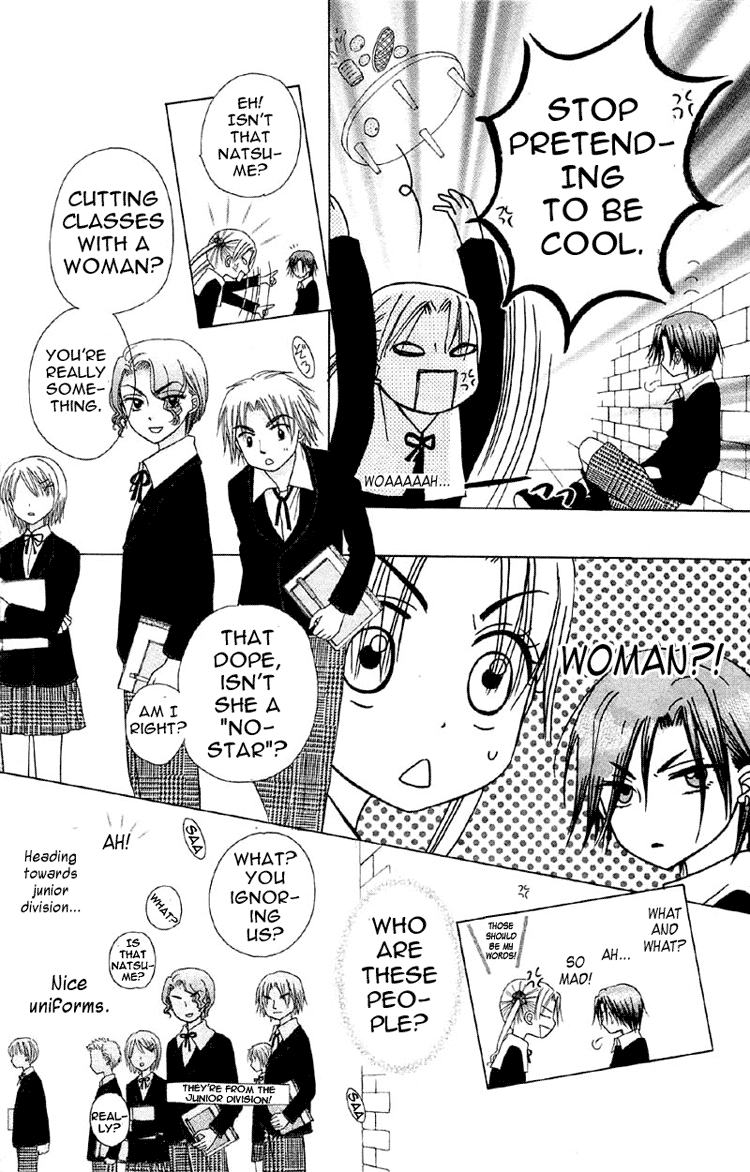 STOP
PRETEND-
ING
TO BE
COOL.
WOAAAAAH...
EH!
ISN'T
THAT
NATSU-
ME?
CUTTING
CLASSES
WITH A
WOMAN?
YOU'RE
REALLY
SOME-
THING.
WOMAN?!
THAT
DOPE,
ISN'T
SHE A
"NO-
STAR"?
AM I
RIGHT?
WHAT
AND
WHAT?
AH...
SO
MAD!
THOSE
SHOULD
BE MY
WORDS!
WHO
ARE
THESE
PEO-
PLE?
WHAT?
YOU
IGNOR-
ING
US?
SAA
AH!
Heading
towards
junior
division...
WHAT?
IS
THAT
NATSU-
ME?
Nice
uniforms.
THEY'RE FROM THE
JUNIOR DIVISION!
REAL-
LY?
SAA